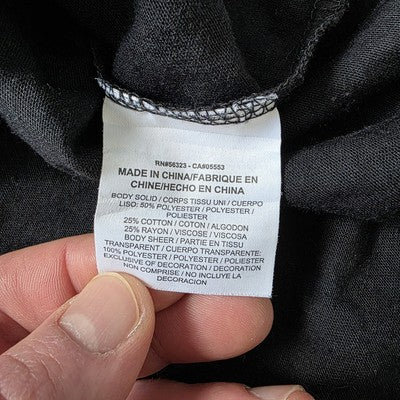 RN#56323 - CA#05553
MADE IN CHINA/FABRIQUE EN
CHINE/HECHO EN CHINA
BODY SOLID / CORPS TISSU UNI / CUERPO
LISO: 50% POLYESTER / POLYESTER /
POLIESTER
25% COTTON / COTON / ALGODON
25% RAYON / VISCOSE / VISCOSA
BODY SHEER / PARTIE EN TISSU
TRANSPARENT / CUERPO TRANSPARENTE:
100% POLYESTER / POLYESTER / POLIESTER
EXCLUSIVE OF DECORATION / DECORATION
NON COMPRISE / NO INCLUYE LA
DECORACION